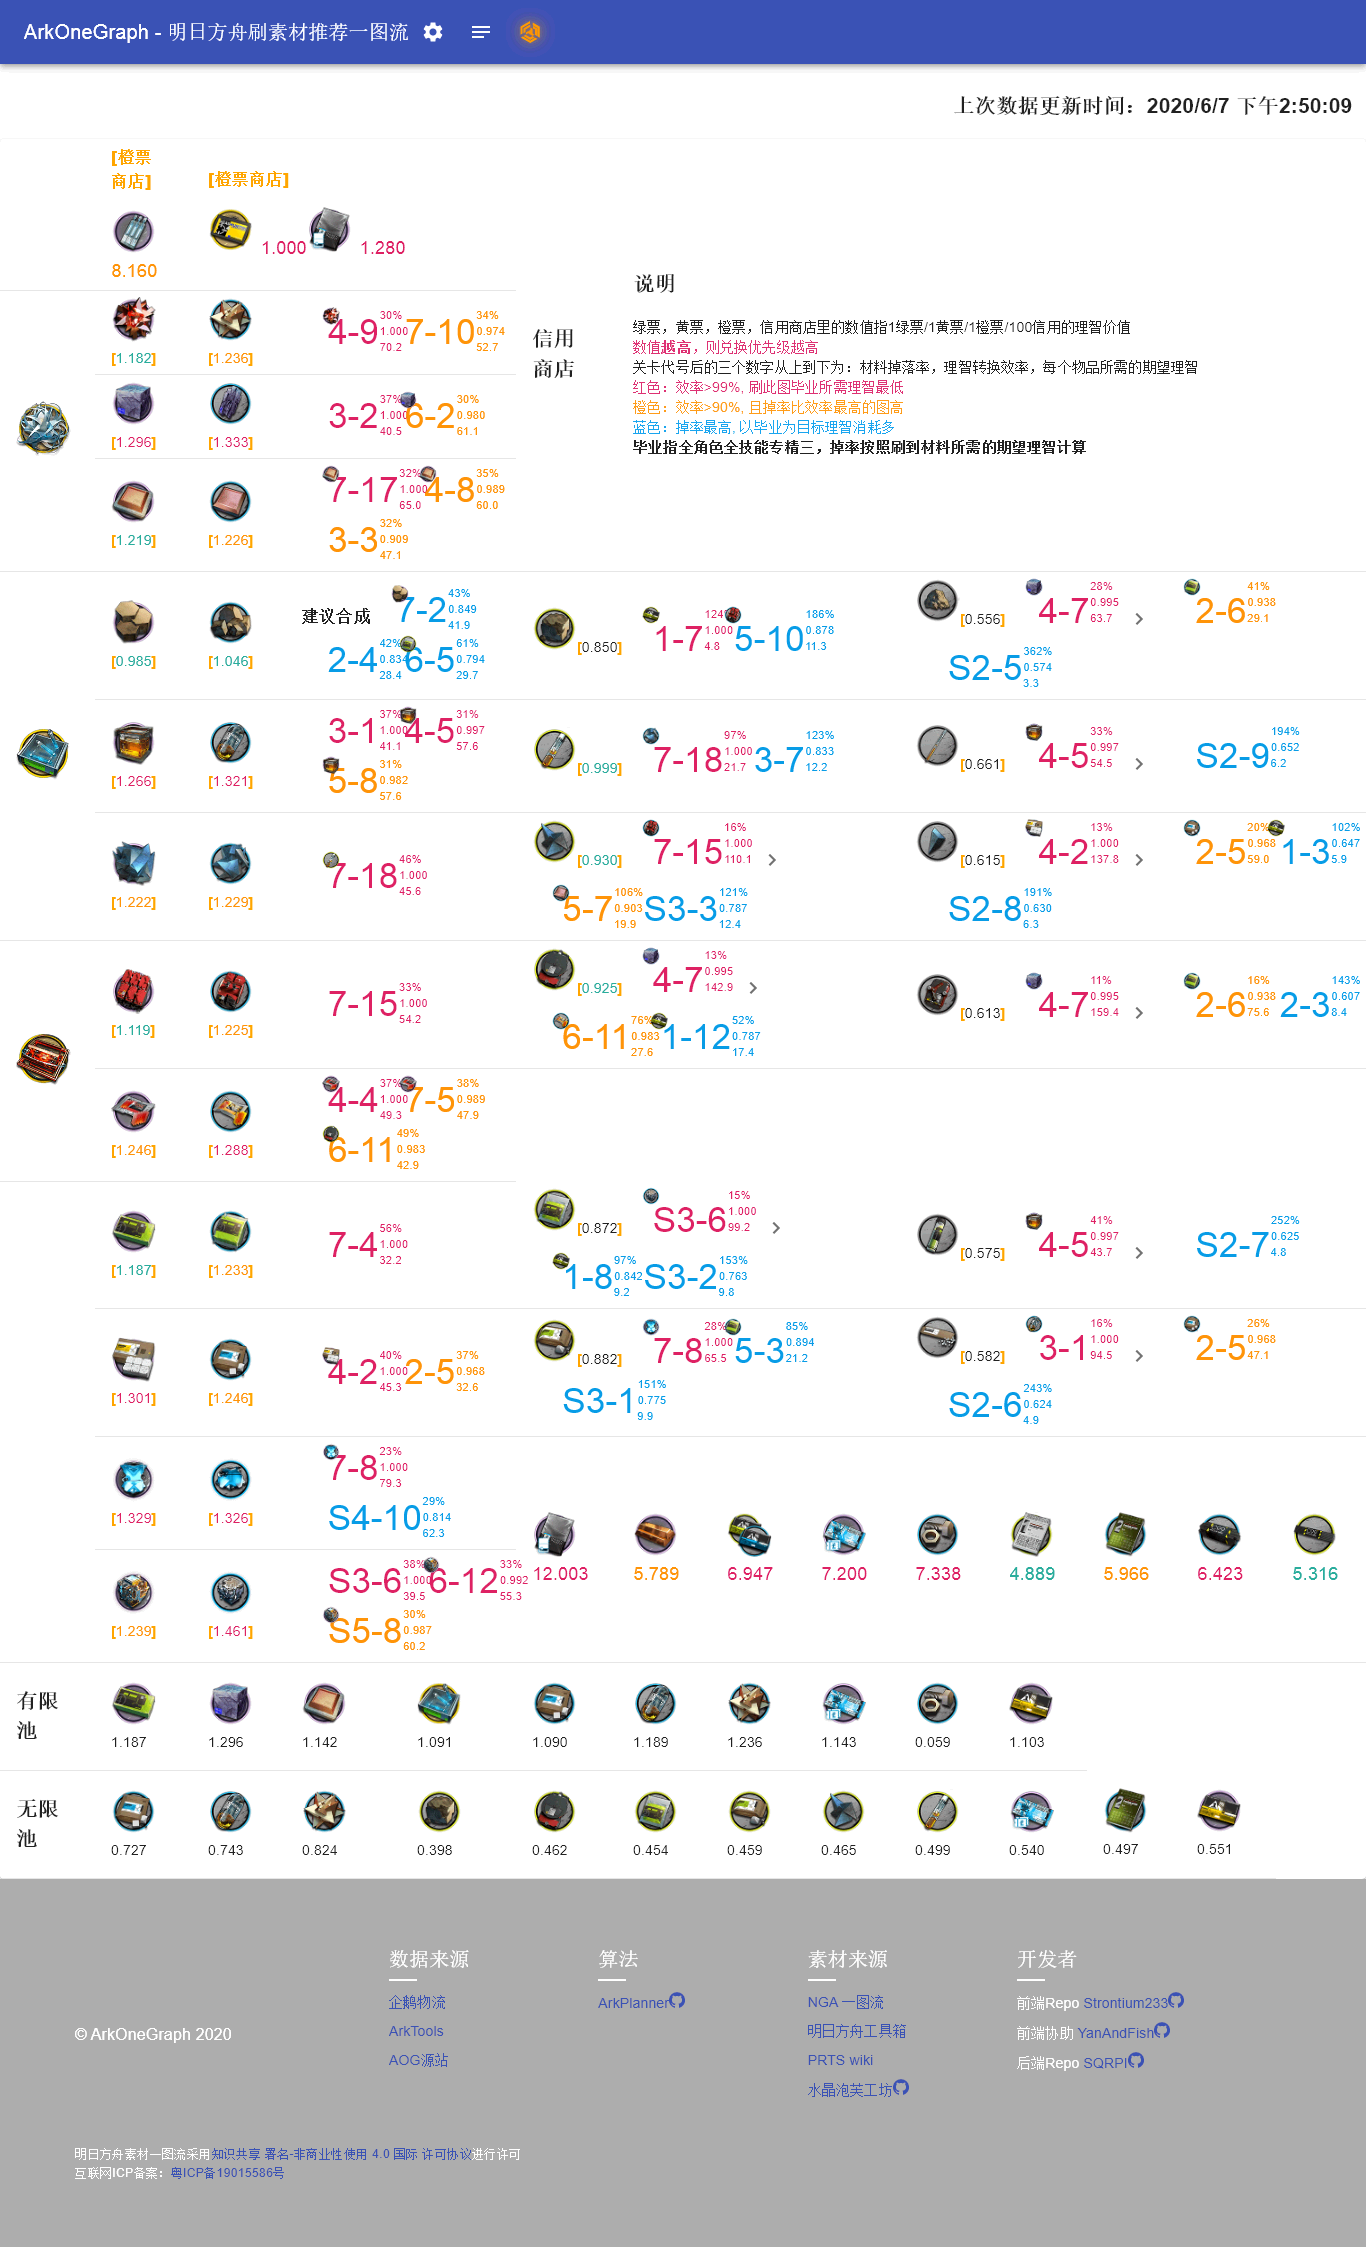 ArkOneGraph - 明日方舟刷素材推荐一图流
上次数据更新时间：2020/6/7 下午2:50:09
[橙票
商店]
[橙票商店]
8.160
1.000
1.280
[1.182]
[1.236]
4-9 30% 1.000 70.2
7-10 34% 0.974 52.7
[1.296]
[1.333]
3-2 37% 1.000 40.5
6-2 30% 0.980 61.1
[1.219]
[1.226]
7-17 32% 1.000 65.0
4-8 35% 0.989 60.0
3-3 32% 0.909 47.1
信用
商店
说明
绿票，黄票，橙票，信用商店里的数值指1绿票/1黄票/1橙票/100信用的理智价值
数值越高，则兑换优先级越高
关卡代号后的三个数字从上到下为：材料掉落率，理智转换效率，每个物品所需的期望理智
红色：效率>99%, 刷此图毕业所需理智最低
橙色：效率>90%, 且掉率比效率最高的图高
蓝色：掉率最高, 以毕业为目标理智消耗多
毕业指全角色全技能专精三，掉率按照刷到材料所需的期望理智计算
[0.985]
[1.046]
建议合成
7-2 43% 0.849 41.9
2-4 42% 0.834 28.4
6-5 61% 0.794 29.7
[0.850]
1-7 124% 1.000 4.8
5-10 186% 0.878 11.3
[0.556]
4-7 28% 0.995 63.7
2-6 41% 0.938 29.1
S2-5 362% 0.574 3.3
[1.266]
[1.321]
3-1 37% 1.000 41.1
4-5 31% 0.997 57.6
5-8 31% 0.982 57.6
[0.999]
7-18 97% 1.000 21.7
3-7 123% 0.833 12.2
[0.661]
4-5 33% 0.997 54.5
S2-9 194% 0.652 6.2
[1.222]
[1.229]
7-18 46% 1.000 45.6
[0.930]
7-15 16% 1.000 110.1
5-7 106% 0.903 19.9
S3-3 121% 0.787 12.4
[0.615]
4-2 13% 1.000 137.8
2-5 20% 0.968 59.0
1-3 102% 0.647 5.9
S2-8 191% 0.630 6.3
[1.119]
[1.225]
7-15 33% 1.000 54.2
[0.925]
4-7 13% 0.995 142.9
6-11 76% 0.983 27.6
1-12 52% 0.787 17.4
[0.613]
4-7 11% 0.995 159.4
2-6 16% 0.938 75.6
2-3 143% 0.607 8.4
[1.246]
[1.288]
4-4 37% 1.000 49.3
7-5 38% 0.989 47.9
6-11 49% 0.983 42.9
[1.187]
[1.233]
7-4 56% 1.000 32.2
[0.872]
S3-6 15% 1.000 99.2
1-8 97% 0.842 9.2
S3-2 153% 0.763 9.8
[0.575]
4-5 41% 0.997 43.7
S2-7 252% 0.625 4.8
[1.301]
[1.246]
4-2 40% 1.000 45.3
2-5 37% 0.968 32.6
[0.882]
7-8 28% 1.000 65.5
5-3 85% 0.894 21.2
S3-1 151% 0.775 9.9
[0.582]
3-1 16% 1.000 94.5
2-5 26% 0.968 47.1
S2-6 243% 0.624 4.9
[1.329]
[1.326]
7-8 23% 1.000 79.3
S4-10 29% 0.814 62.3
[1.239]
[1.461]
S3-6 38% 1.000 39.5
6-12 33% 0.992 55.3
S5-8 30% 0.987 60.2
12.003 5.789 6.947 7.200 7.338 4.889 5.966 6.423 5.316
有限
池
1.187 1.296 1.142 1.091 1.090 1.189 1.236 1.143 0.059 1.103
无限
池
0.727 0.743 0.824 0.398 0.462 0.454 0.459 0.465 0.499 0.540 0.497 0.551
© ArkOneGraph 2020
数据来源
企鹅物流
ArkTools
AOG源站
算法
ArkPlanner
素材来源
NGA 一图流
明日方舟工具箱
PRTS wiki
水晶泡芙工坊
开发者
前端Repo Strontium233
前端协助 YanAndFish
后端Repo SQRPI
明日方舟素材一图流采用知识共享 署名-非商业性使用 4.0 国际 许可协议进行许可
互联网ICP备案：粤ICP备19015586号